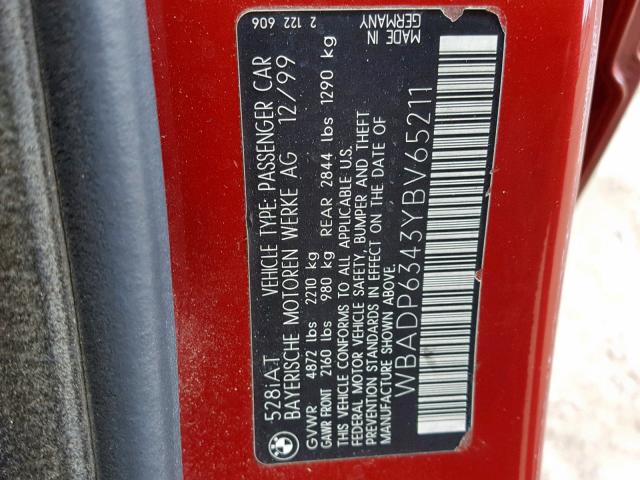 528iAT VEHICLE TYPE: PASSENGER CAR
BAYERISCHE MOTOREN WERKE AG 12/99
GVWR 4872 lbs 2210 kg
GAWR FRONT 2160 lbs 980 kg REAR 2844 lbs 1290 kg
THIS VEHICLE CONFORMS TO ALL APPLICABLE U.S.
FEDERAL MOTOR VEHICLE SAFETY, BUMPER AND THEFT
PREVENTION STANDARDS IN EFFECT ON THE DATE OF
MANUFACTURE SHOWN ABOVE.
WBADP6343YBV65211
2 122 606
MADE IN
GERMANY
BMW